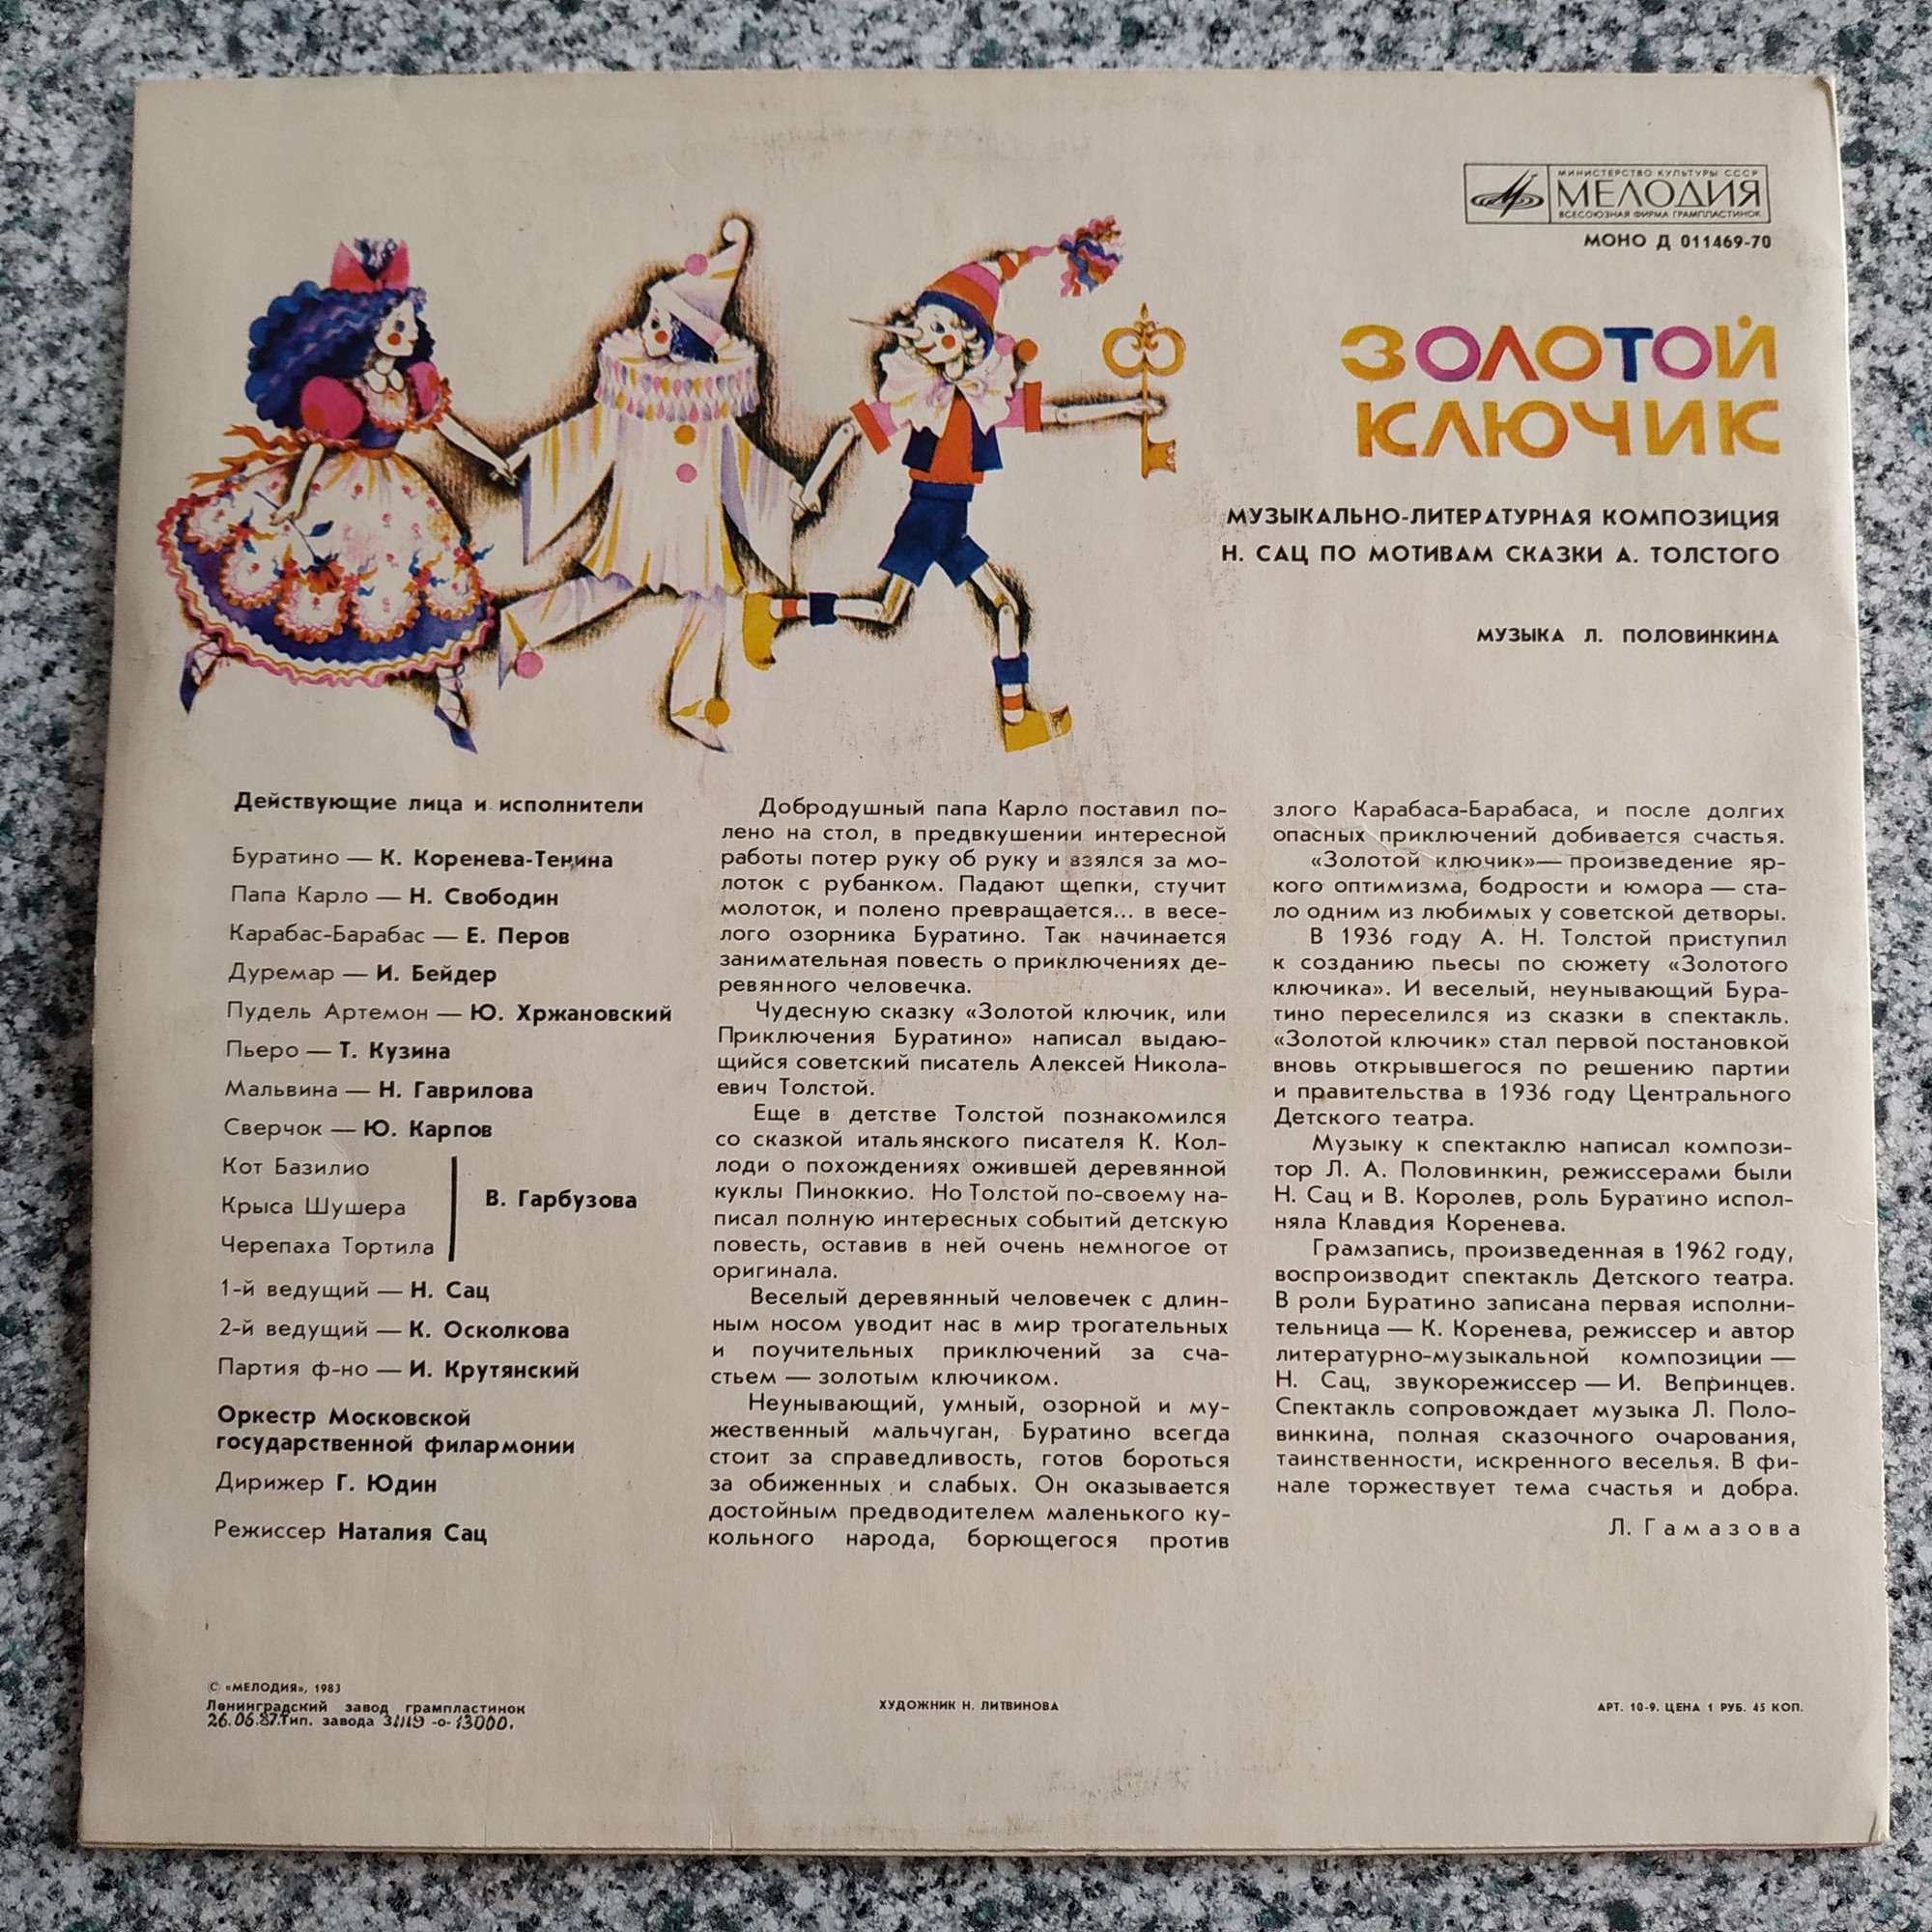 МИНИСТЕРСТВО КУЛЬТУРЫ СССР
МЕЛОДИЯ
ВСЕСОЮЗНАЯ ФИРМА ГРАМПЛАСТИНОК
МОНО Д 011469-70
ЗОЛОТОЙ
КЛЮЧИК
МУЗЫКАЛЬНО-ЛИТЕРАТУРНАЯ КОМПОЗИЦИЯ
Н. САЦ ПО МОТИВАМ СКАЗКИ А. ТОЛСТОГО
МУЗЫКА Л. ПОЛОВИНКИНА
Действующие лица и исполнители
Буратино — К. Коренева-Тенина
Папа Карло — Н. Свободин
Карабас-Барабас — Е. Перов
Дуремар — И. Бейдер
Пудель Артемон — Ю. Хржановский
Пьеро — Т. Кузина
Мальвина — Н. Гаврилова
Сверчок — Ю. Карпов
Кот Базилио
Крыса Шушера
Черепаха Тортила
В. Гарбузова
1-й ведущий — Н. Сац
2-й ведущий — К. Осколкова
Партия ф-но — И. Крутянский
Оркестр Московской
государственной филармонии
Дирижер Г. Юдин
Режиссер Наталия Сац
Добродушный папа Карло поставил по-
лено на стол, в предвкушении интересной
работы потер руку об руку и взялся за мо-
лоток с рубанком. Падают щепки, стучит
молоток, и полено превращается... в весе-
лого озорника Буратино. Так начинается
занимательная повесть о приключениях де-
ревянного человечка.
Чудесную сказку «Золотой ключик, или
Приключения Буратино» написал выдаю-
щийся советский писатель Алексей Никола-
евич Толстой.
Еще в детстве Толстой познакомился
со сказкой итальянского писателя К. Кол-
лоди о похождениях ожившей деревянной
куклы Пиноккио. Но Толстой по-своему на-
писал полную интересных событий детскую
повесть, оставив в ней очень немногое от
оригинала.
Веселый деревянный человечек с длин-
ным носом уводит нас в мир трогательных
и поучительных приключений за сча-
стьем — золотым ключиком.
Неунывающий, умный, озорной и му-
жественный мальчуган, Буратино всегда
стоит за справедливость, готов бороться
за обиженных и слабых. Он оказывается
достойным предводителем маленького ку-
кольного народа, борющегося против
злого Карабаса-Барабаса, и после долгих
опасных приключений добивается счастья.
«Золотой ключик»— произведение яр-
кого оптимизма, бодрости и юмора — ста-
ло одним из любимых у советской детворы.
В 1936 году А. Н. Толстой приступил
к созданию пьесы по сюжету «Золотого
ключика». И веселый, неунывающий Бура-
тино переселился из сказки в спектакль.
«Золотой ключик» стал первой постановкой
вновь открывшегося по решению партии
и правительства в 1936 году Центрального
Детского театра.
Музыку к спектаклю написал компози-
тор Л. А. Половинкин, режиссерами были
Н. Сац и В. Королев, роль Буратино испол-
няла Клавдия Коренева.
Грамзапись, произведенная в 1962 году,
воспроизводит спектакль Детского театра.
В роли Буратино записана первая исполни-
тельница — К. Коренева, режиссер и автор
литературно-музыкальной композиции —
Н. Сац, звукорежиссер — И. Вепринцев.
Спектакль сопровождает музыка Л. Поло-
винкина, полная сказочного очарования,
таинственности, искренного веселья. В фи-
нале торжествует тема счастья и добра.
Л. Гамазова
© «МЕЛОДИЯ», 1983
Ленинградский завод грампластинок
26.06.87. Тип. завода -о- 13000.
ХУДОЖНИК Н. ЛИТВИНОВА
АРТ. 10-9. ЦЕНА 1 РУБ. 45 КОП.